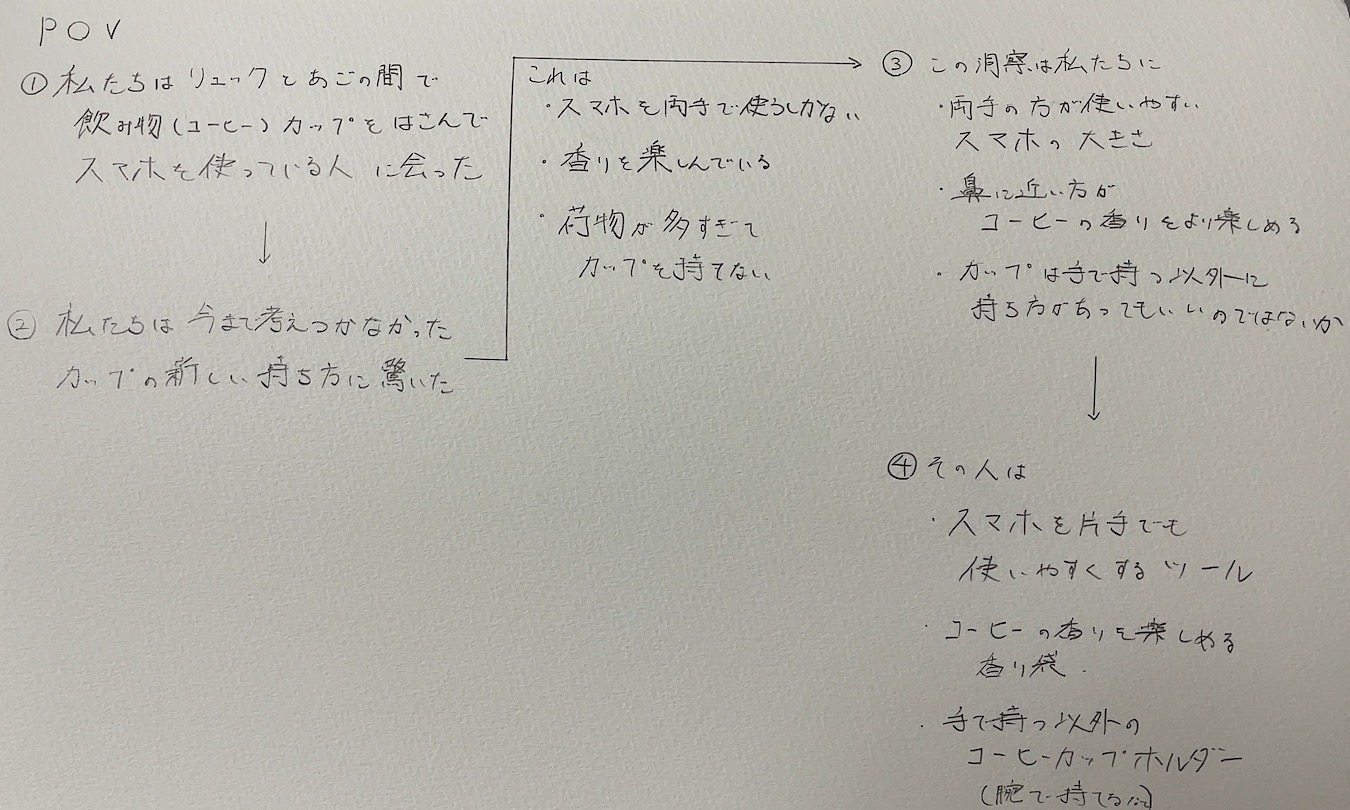 POV
① 私たちは リュックとあごの間で
飲み物(コーヒー)カップをはさんで
スマホを使っている人 に会った
↓
② 私たちは 今まで考えつかなかった
カップの新しい持ち方に驚いた
これは
・スマホを両手で使うしかない
・香りを楽しんでいる
・荷物が多すぎて
カップを持てない
③ この洞察は私たちに
・両手の方が使いやすい
スマホの大きさ
・鼻に近い方が
コーヒーの香りをより楽しめる
・カップは手で持つ以外に
持ち方があってもいいのではないか
↓
④ その人は
・スマホを片手でも
使いやすくするツール
・コーヒーの香りを楽しめる
香り袋.
・手で持つ以外の
コーヒーカップホルダー
(腕で持てる